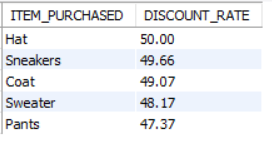 ITEM_PURCHASED DISCOUNT_RATE
Hat 50.00
Sneakers 49.66
Coat 49.07
Sweater 48.17
Pants 47.37